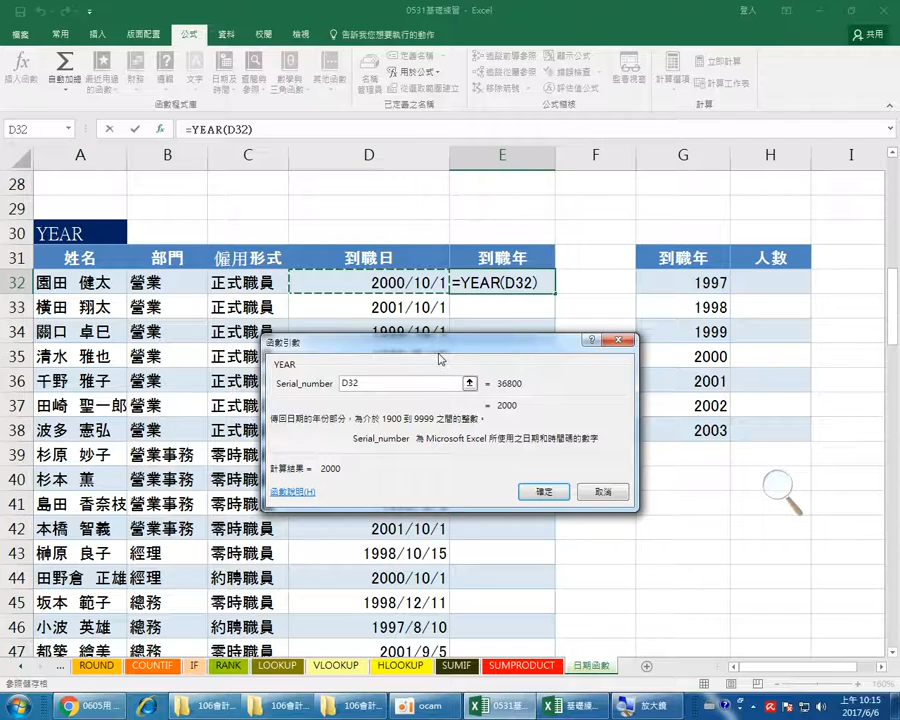 0531基礎練習 - Excel
登入
檔案 常用 插入 版面配置 公式 資料 校閱 檢視 告訴我您想要執行的動作 共用
插入函數 自動加總 最近用過的函數 財務 邏輯 文字 日期及時間 查閱與參照 數學與三角函數 其他函數
名稱管理員 定義名稱 用於公式 從選取範圍建立
追蹤前導參照 追蹤從屬參照 移除箭號 顯示公式 錯誤檢查 評估值公式 監看視窗
計算選項 立即計算 計算工作表
函數程式庫 已定義之名稱 公式稽核 計算
D32 fx =YEAR(D32)
A B C D E F G H I
28
29
30 YEAR
31 姓名 部門 僱用形式 到職日 到職年 到職年 人數
32 園田 健太 營業 正式職員 2000/10/1 =YEAR(D32) 1997
33 橫田 翔太 營業 正式職員 2001/10/1 1998
34 關口 卓巳 營業 正式職員 1999/10/1 1999
35 清水 雅也 營業 正式職員 2000
36 千野 雅子 營業 正式職員 2001
37 田崎 聖一郎 營業 正式職員 2002
38 波多 憲弘 營業 正式職員 2003
39 杉原 妙子 營業事務 零時職員
40 杉本 薰 營業事務 零時職員
41 島田 香奈枝 營業事務 零時職員
42 本橋 智義 營業事務 零時職員 2001/10/1
43 榊原 良子 經理 零時職員 1998/10/15
44 田野倉 正雄 經理 約聘職員 2000/10/1
45 坂本 範子 總務 零時職員 1998/12/11
46 小波 英雄 總務 約聘職員 1997/8/10
47 都築 繪美 總務 零時職員 2000/9/5
函數引數
YEAR
Serial_number D32 = 36800
= 2000
傳回日期的年份部分，為介於 1900 到 9999 之間的整數。
Serial_number 為 Microsoft Excel 所使用之日期和時間碼的數字
計算結果 = 2000
函數說明(H) 確定 取消
... ROUND COUNTIF IF RANK LOOKUP VLOOKUP HLOOKUP SUMIF SUMPRODUCT 日期函數
參照儲存格 160%
0605用... 106會計... 106會計... 106會計... ocam 0531基... 基礎練... 放大鏡
上午 10:15
2017/6/6